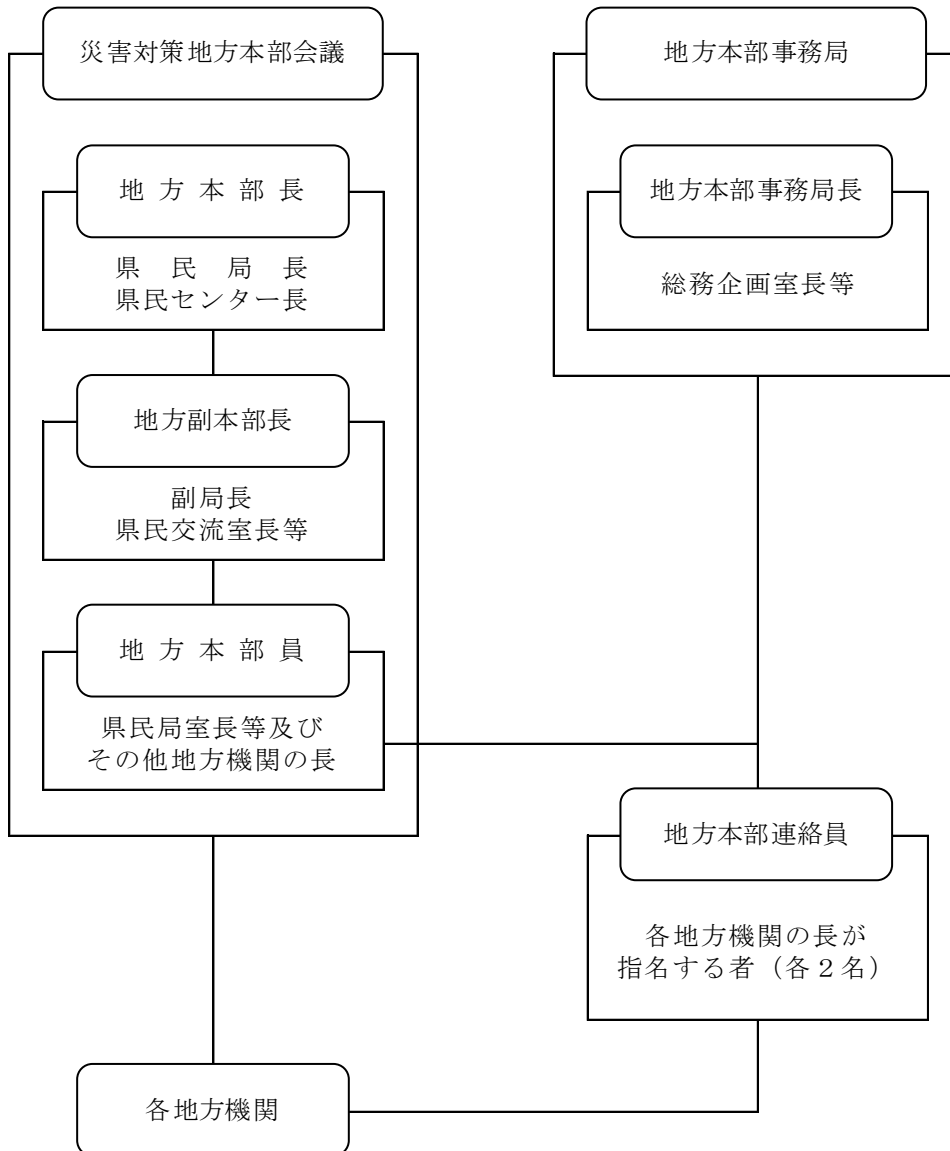 災害対策地方本部会議
地方本部長
県民局長
県民センター長
地方副本部長
副局長
県民交流室長等
地方本部員
県民局室長等及び
その他地方機関の長
地方本部事務局
地方本部事務局長
総務企画室長等
地方本部連絡員
各地方機関の長が
指名する者（各２名）
各地方機関